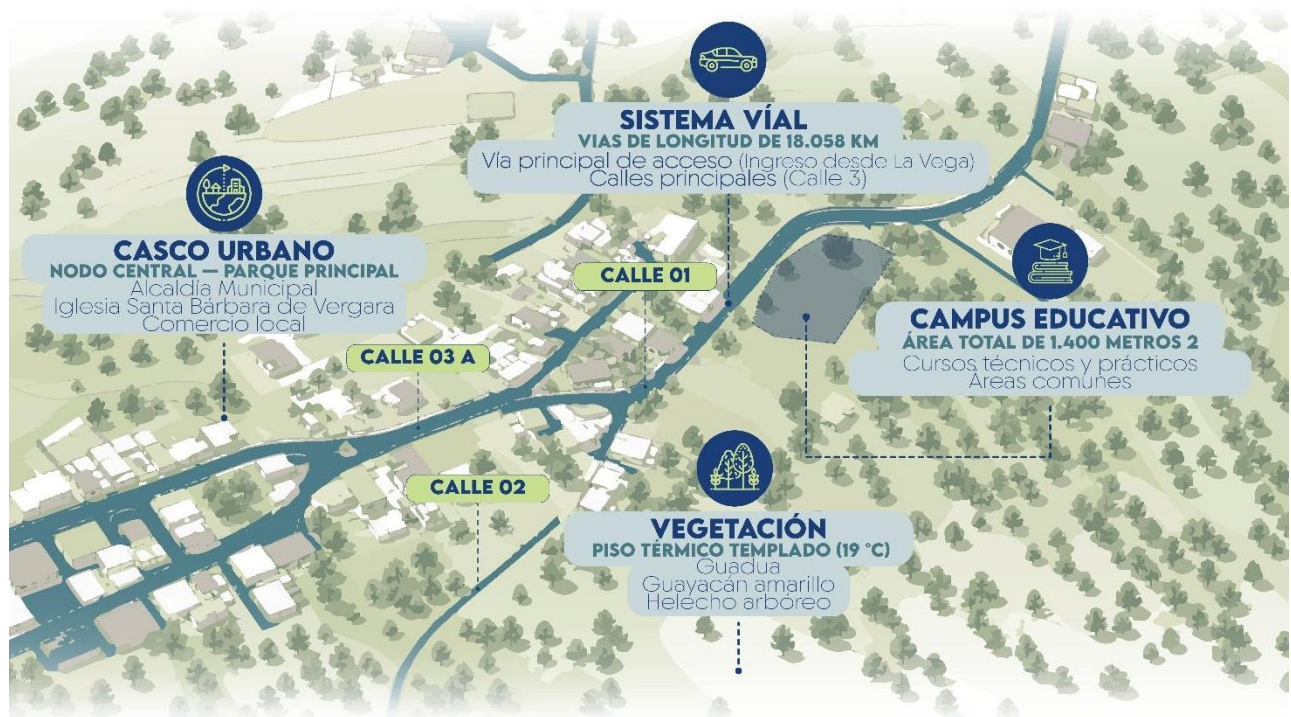 SISTEMA VÍAL
VIAS DE LONGITUD DE 18.058 KM
Vía principal de acceso (Ingreso desde La Vega)
Calles principales (Calle 3)
CASCO URBANO
NODO CENTRAL — PARQUE PRINCIPAL
Alcaldía Municipal
Iglesia Santa Bárbara de Vergara
Comercio local
CALLE 01
CAMPUS EDUCATIVO
ÁREA TOTAL DE 1.400 METROS 2
Cursos técnicos y prácticos
Áreas comunes
CALLE 03 A
CALLE 02
VEGETACIÓN
PISO TÉRMICO TEMPLADO (19 °C)
Guadua
Guayacán amarillo
Helecho arbóreo